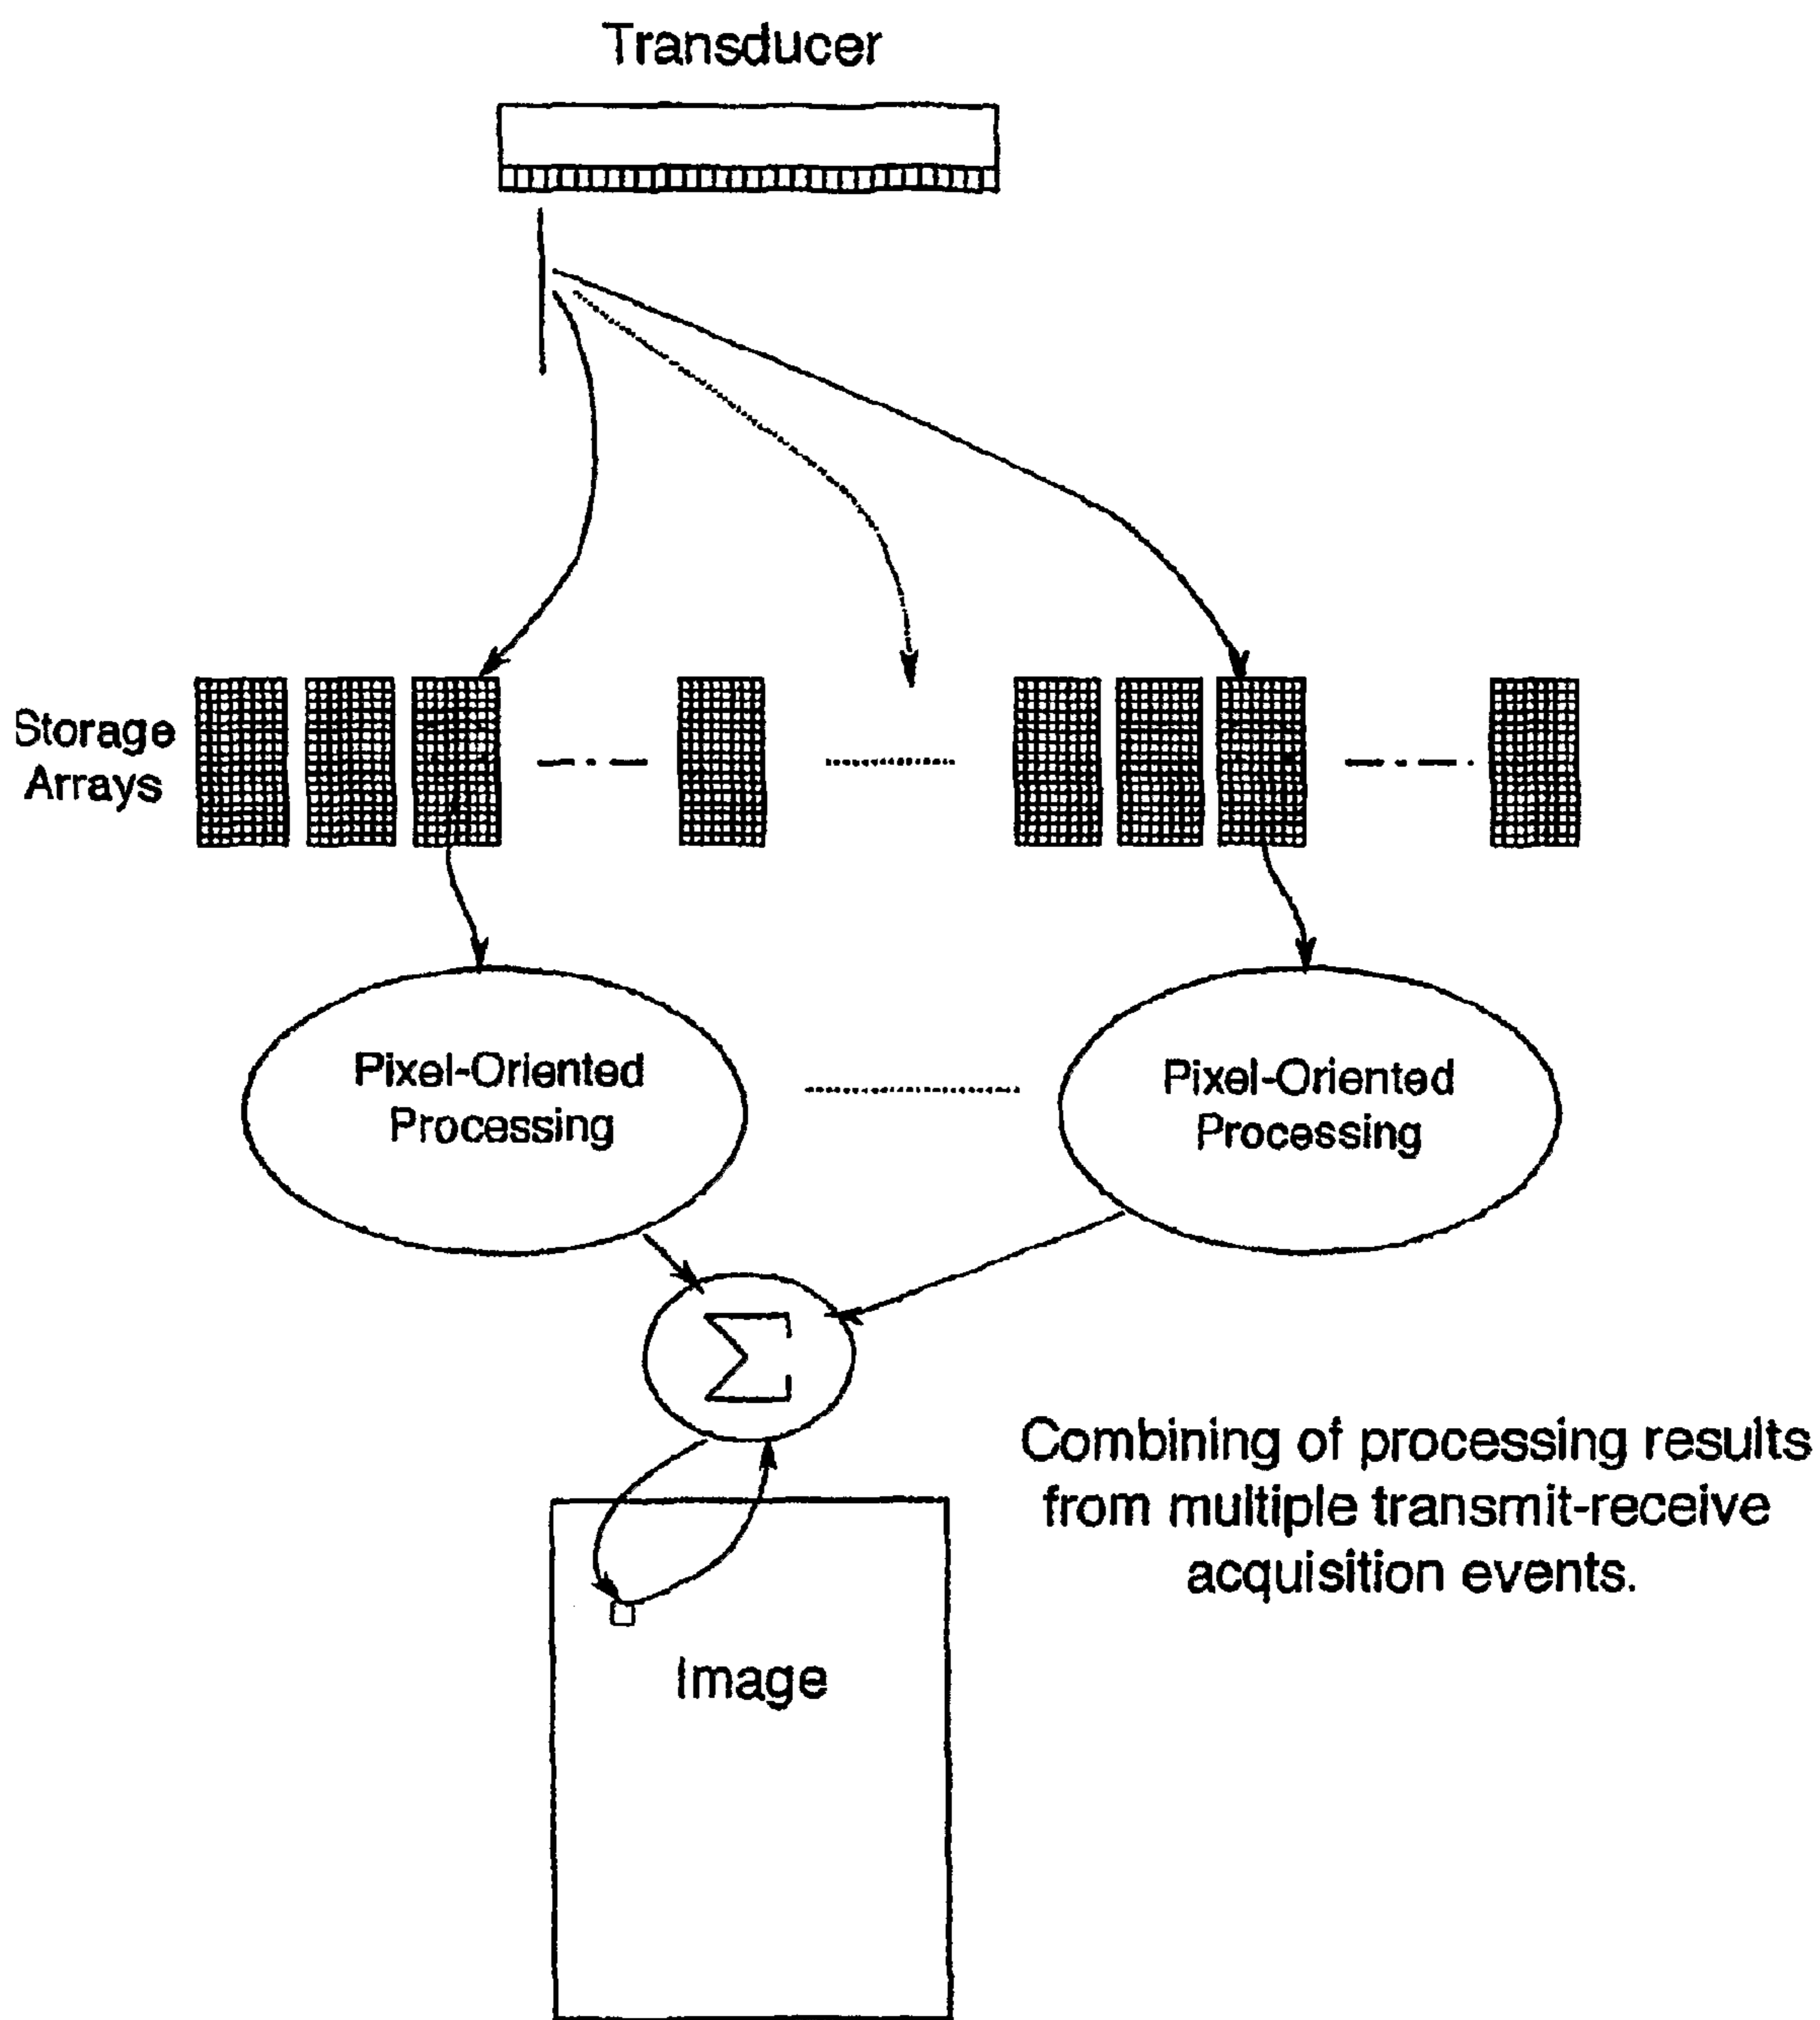 Transducer
Storage
Arrays
Pixel-Oriented
Processing
Pixel-Oriented
Processing
Σ
Combining of processing results
from multiple transmit-receive
acquisition events.
Image